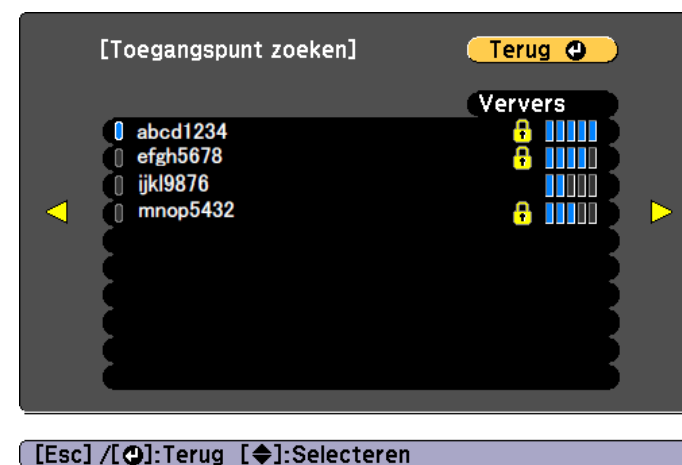 [Toegangspunt zoeken]
Terug
Ververs
abcd1234
efgh5678
ijkl9876
mnop5432
[Esc] /[⏎]:Terug [◆]:Selecteren